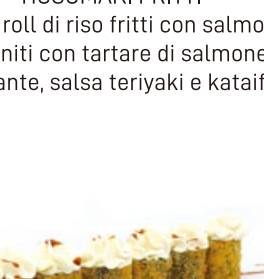 roll di riso fritti con salmo
niti con tartare di salmone
ante, salsa teriyaki e kataif